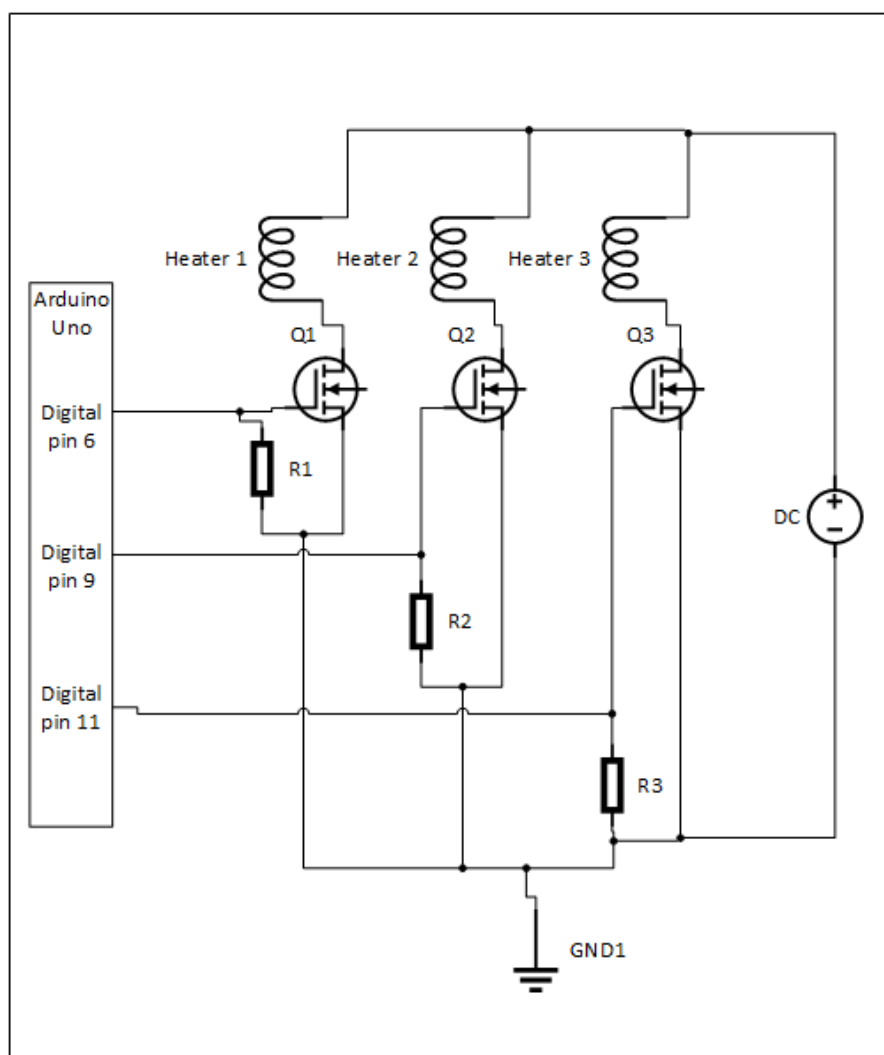 Heater 1
Heater 2
Heater 3
Arduino
Uno
Q1
Q2
Q3
Digital
pin 6
R1
DC
+
−
Digital
pin 9
R2
Digital
pin 11
R3
GND1